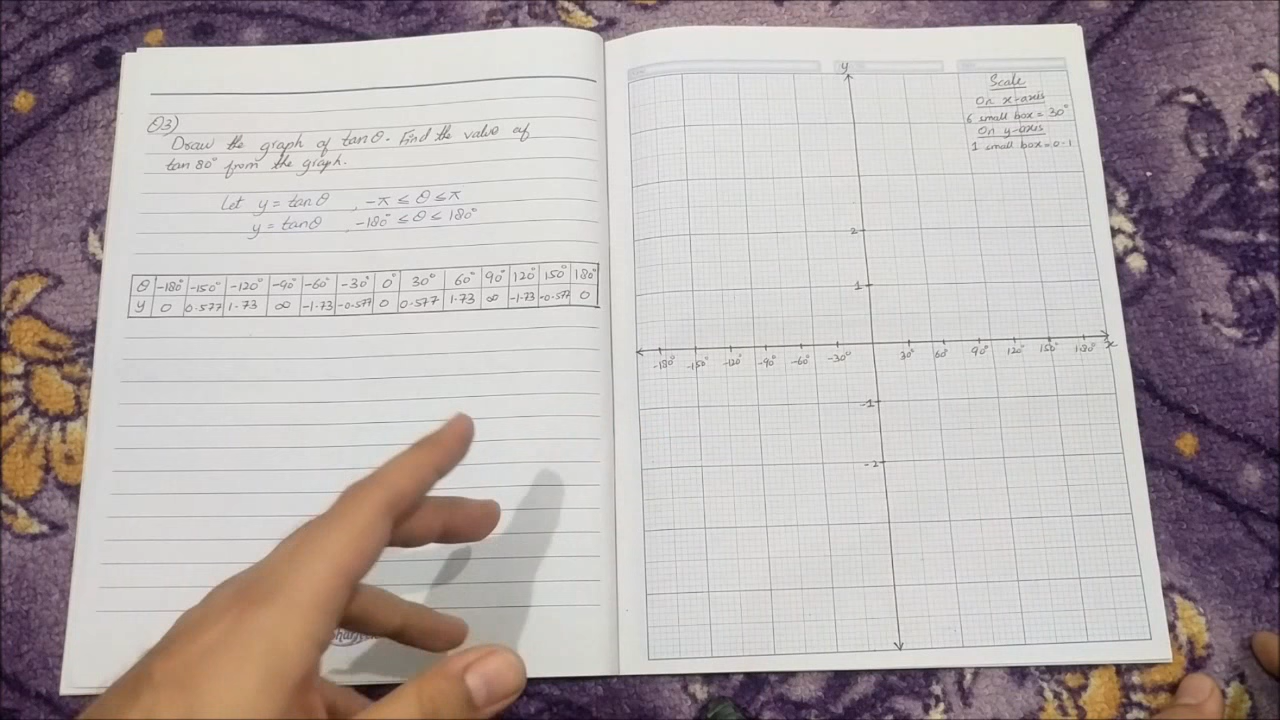 Q3)
Draw the graph of tanθ. Find the value of
tan 80° from the graph.
Let y = tanθ , -π ≤ θ ≤ π
y = tanθ , -180° ≤ θ ≤ 180°
θ -180° -150° -120° -90° -60° -30° 0° 30° 60° 90° 120° 150° 180°
y 0 0.577 1.73 ∞ -1.73 -0.577 0 0.577 1.73 ∞ -1.73 -0.577 0
y
Scale
On x-axis
6 small box = 30°
On y-axis
1 small box = 0.1
2
1
x
-180° -150° -120° -90° -60° -30° 30° 60° 90° 120° 150° 180°
-1
-2